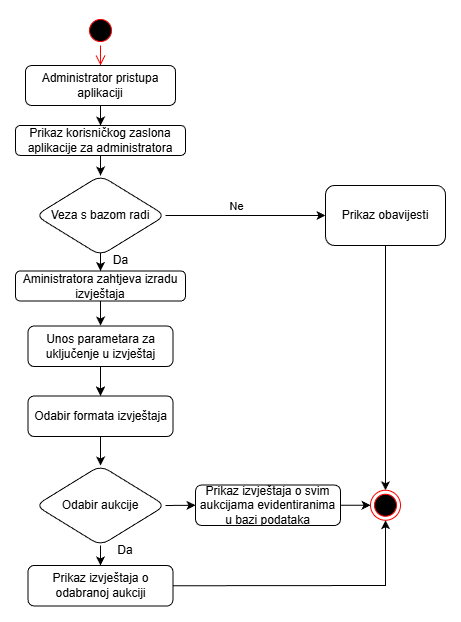 Administrator pristupa
aplikaciji
Prikaz korisničkog zaslona
aplikacije za administratora
Veza s bazom radi
Ne
Prikaz obavijesti
Da
Aministratora zahtjeva izradu
izvještaja
Unos parametara za
uključenje u izvještaj
Odabir formata izvještaja
Odabir aukcije
Prikaz izvještaja o svim
aukcijama evidentiranima
u bazi podataka
Da
Prikaz izvještaja o
odabranoj aukciji